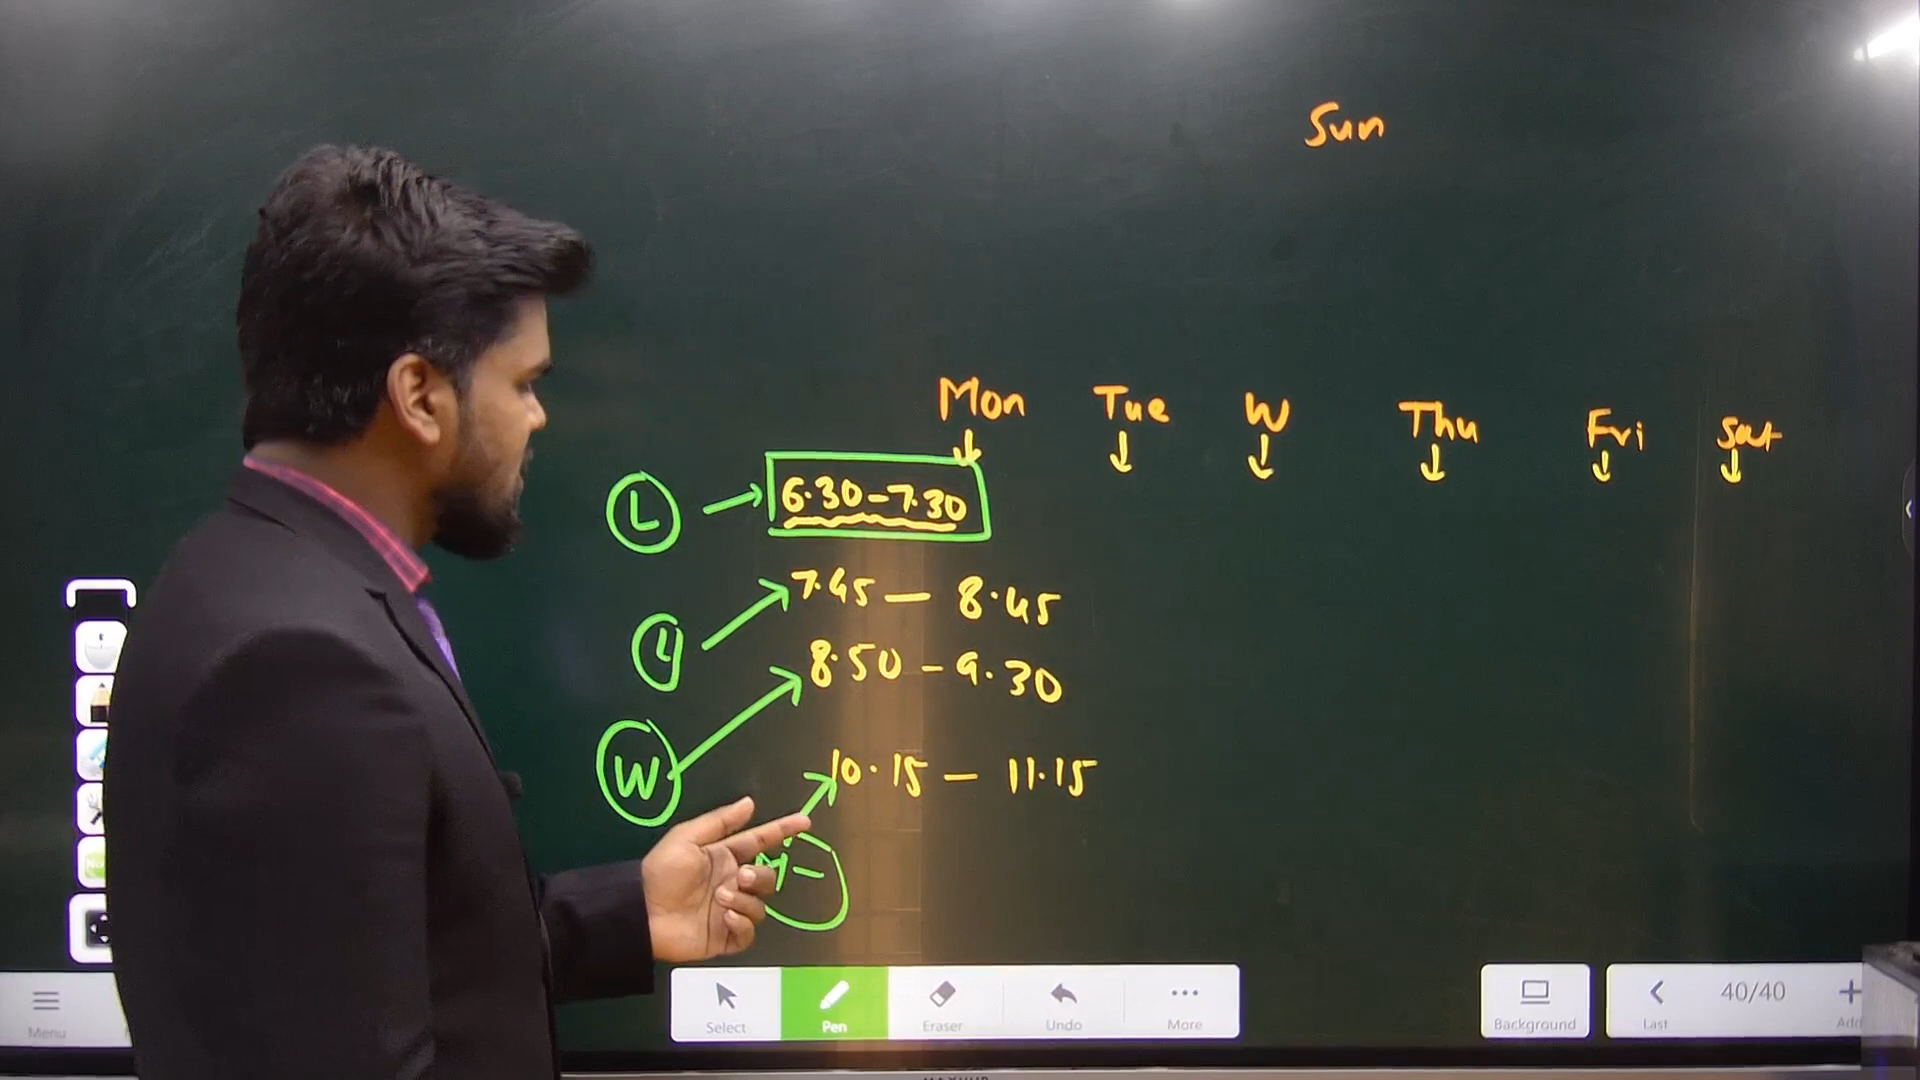 Sun
Mon Tue W Thu Fri Sat
L 6.30-7.30
7.45 - 8.45
W 8.50 - 9.30
10.15 - 11.15
Menu
Select Pen Eraser Undo More
Background
Last 40/40 Add